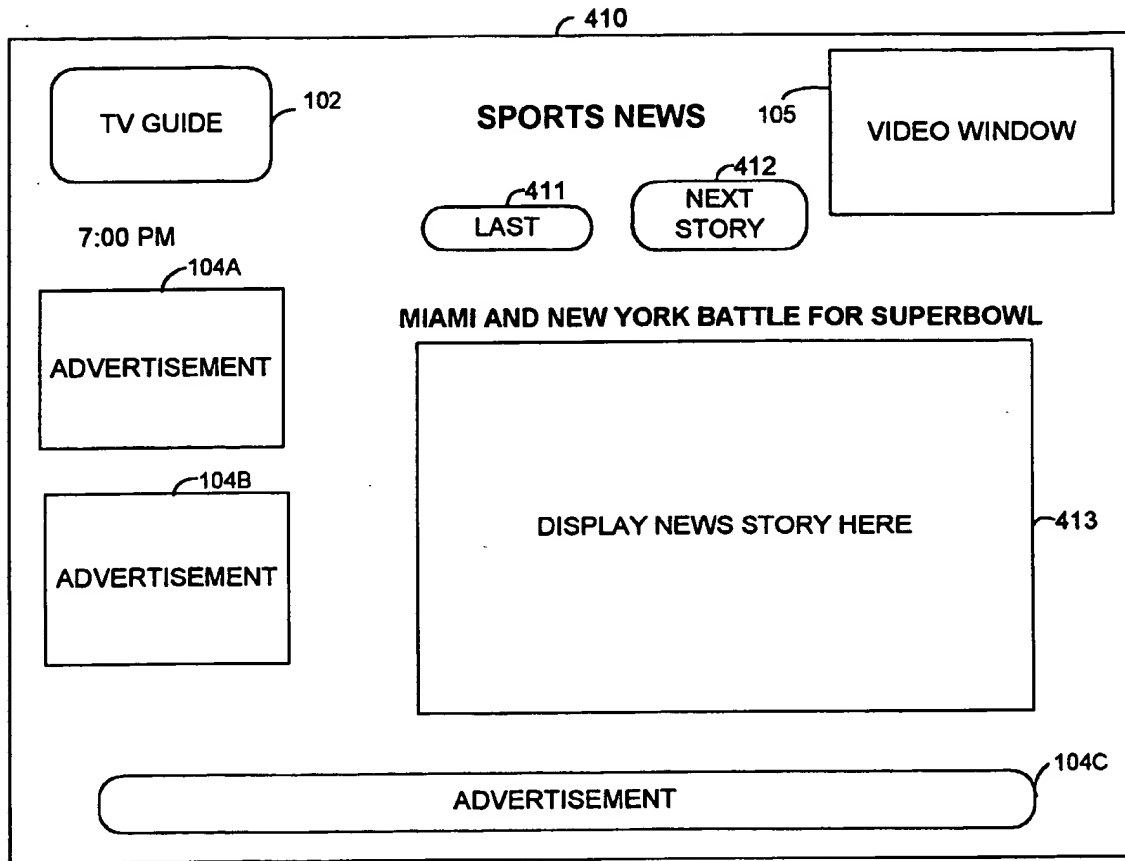 410
TV GUIDE
102
SPORTS NEWS
105
VIDEO WINDOW
411
LAST
412
NEXT
STORY
7:00 PM
104A
ADVERTISEMENT
104B
ADVERTISEMENT
MIAMI AND NEW YORK BATTLE FOR SUPERBOWL
DISPLAY NEWS STORY HERE
413
104C
ADVERTISEMENT